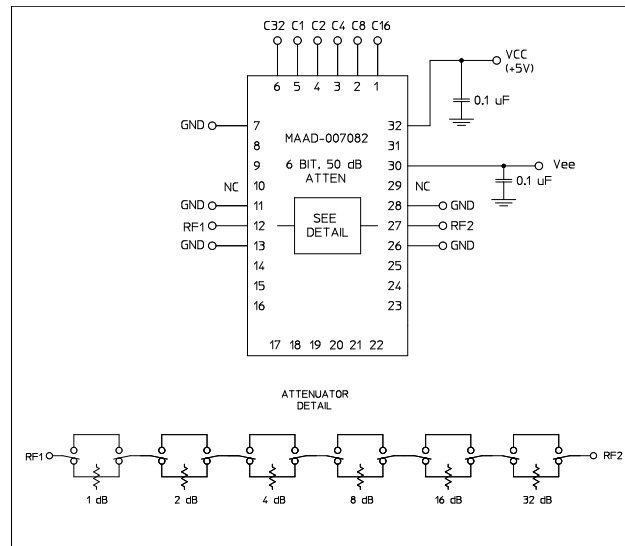 C32 C1 C2 C4 C8 C16
6 5 4 3 2 1
VCC
(+5V)
0.1 uF
GND 7 MAAD-007082 32
8 31
9 6 BIT, 50 dB 30 Vee
ATTEN
0.1 uF
NC 10 29 NC
GND 11 28 GND
RF1 12 SEE 27 RF2
DETAIL
GND 13 26 GND
14 25
15 24
16 23
17 18 19 20 21 22
ATTENUATOR
DETAIL
RF1 RF2
1 dB 2 dB 4 dB 8 dB 16 dB 32 dB